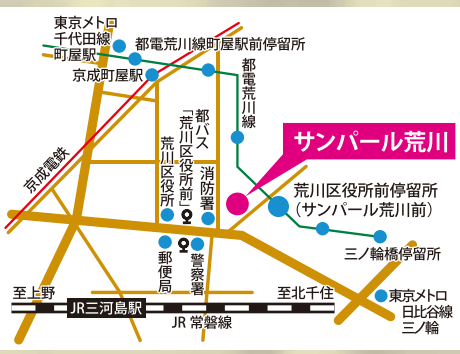 東京メトロ
千代田線
町屋駅
都電荒川線町屋駅前停留所
京成町屋駅
都電荒川線
都バス
「荒川区役所前」
荒川区役所
消防署
サンパール荒川
京成電鉄
荒川区役所前停留所
（サンパール荒川前）
三ノ輪橋停留所
郵便局
警察署
至上野
至北千住
JR三河島駅
JR 常磐線
東京メトロ
日比谷線
三ノ輪